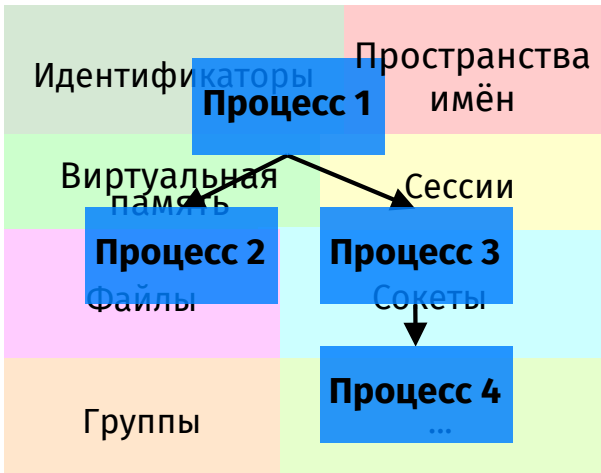 Идентификаторы
Пространства
имён
Процесс 1
Виртуальная
память
Сессии
Процесс 2
Процесс 3
Файлы
Сокеты
Процесс 4
Группы
...